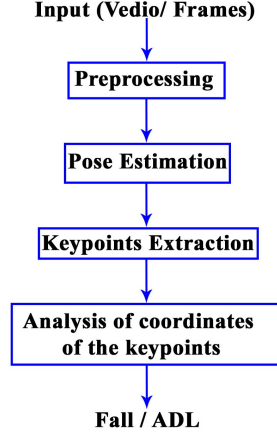 Input (Vedio/ Frames)
Preprocessing
Pose Estimation
Keypoints Extraction
Analysis of coordinates
of the keypoints
Fall / ADL